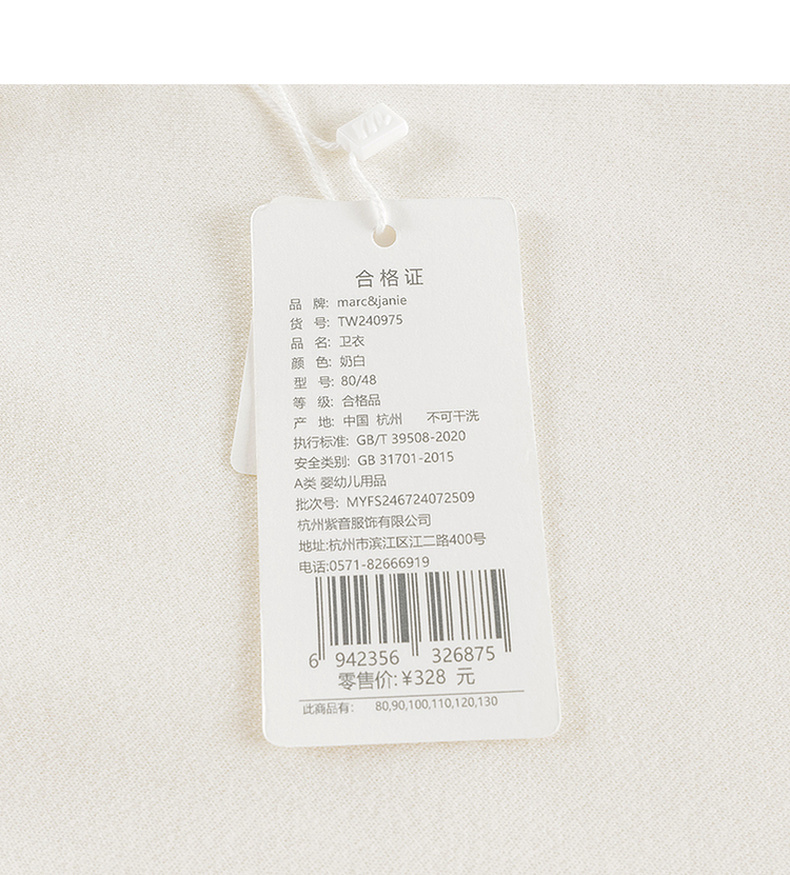 合格证
品 牌: marc&janie
货 号: TW240975
品 名: 卫衣
颜 色: 奶白
型 号: 80/48
等 级: 合格品
产 地: 中国 杭州 不可干洗
执行标准: GB/T 39508-2020
安全类别: GB 31701-2015
A类 婴幼儿用品
批次号: MYFS246724072509
杭州紫音服饰有限公司
地址:杭州市滨江区江二路400号
电话:0571-82666919
6 942356 326875
零售价:¥328 元
此商品有: 80,90,100,110,120,130